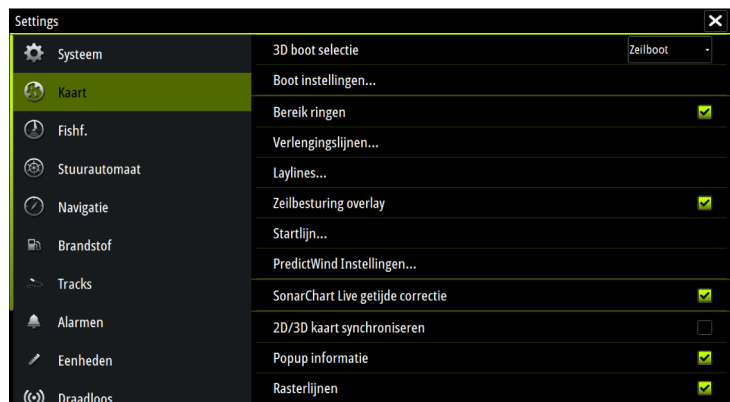 Settings
Systeem
Kaart
Fishf.
Stuurautomaat
Navigatie
Brandstof
Tracks
Alarmen
Eenheden
Draadloos
3D boot selectie
Zeilboot
Boot instellingen...
Bereik ringen
Verlengingslijnen...
Laylines...
Zeilbesturing overlay
Startlijn...
PredictWind Instellingen...
SonarChart Live getijde correctie
2D/3D kaart synchroniseren
Popup informatie
Rasterlijnen